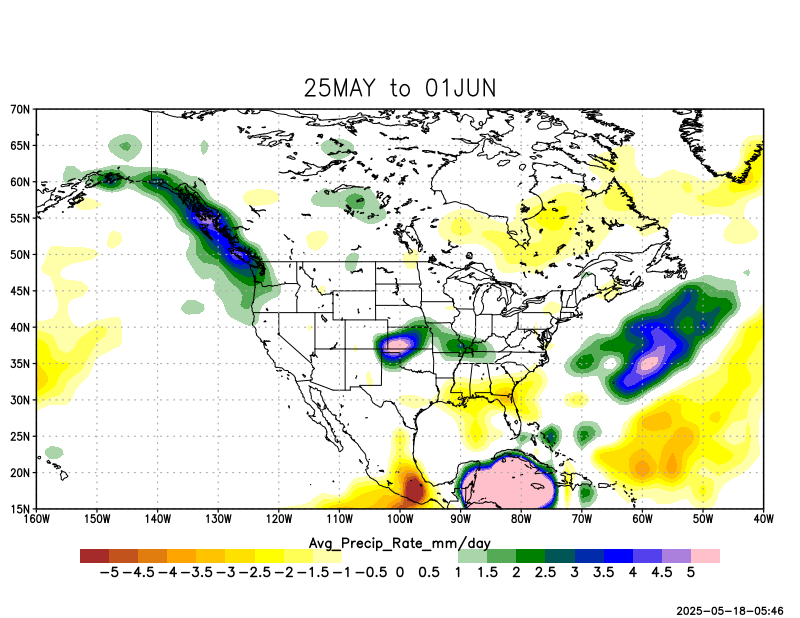 25MAY to 01JUN
70N
65N
60N
55N
50N
45N
40N
35N
30N
25N
20N
15N
160W 150W 140W 130W 120W 110W 100W 90W 80W 70W 60W 50W 40W
Avg_Precip_Rate_mm/day
-5 -4.5 -4 -3.5 -3 -2.5 -2 -1.5 -1 -0.5 0 0.5 1 1.5 2 2.5 3 3.5 4 4.5 5
2025-05-18-05:46